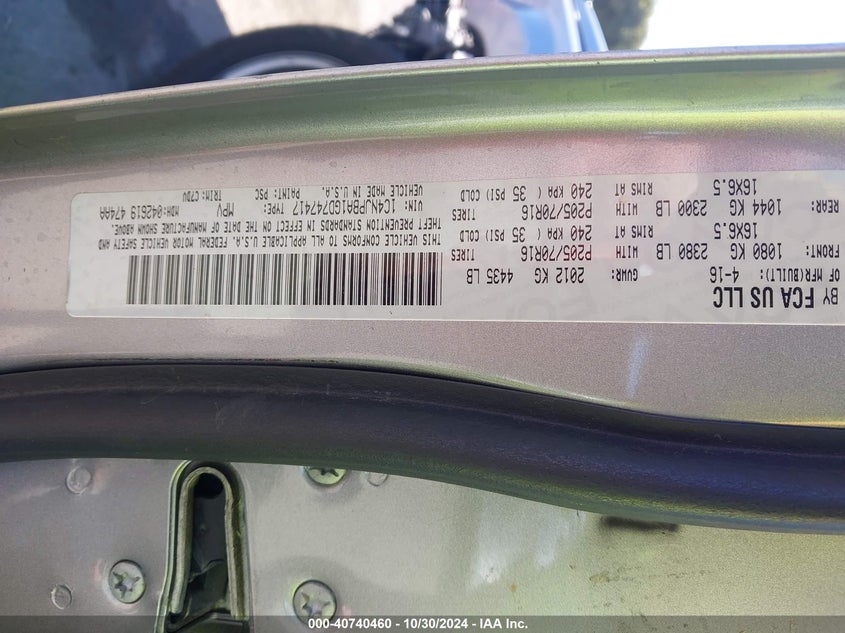 BY FCA US LLC
OF MFR(BUILT): 4-16 GVWR: 2012 KG 4435 LB
FRONT: 1080 KG 2380 LB WITH P205/70R16 TIRES
16X6.5 RIMS AT 240 KPA ( 35 PSI) COLD
REAR: 1044 KG 2300 LB WITH P205/70R16 TIRES
16X6.5 RIMS AT 240 KPA ( 35 PSI) COLD
THIS VEHICLE CONFORMS TO ALL APPLICABLE U.S.A. FEDERAL MOTOR VEHICLE SAFETY AND
THEFT PREVENTION STANDARDS IN EFFECT ON THE DATE OF MANUFACTURE SHOWN ABOVE.
VIN: 1C4NJPBA1GD747417 TYPE: MPV MDH:042619 474AA
VEHICLE MADE IN U.S.A. PAINT: PSC TRIM: C7DV
000-40740460 - 10/30/2024 - IAA Inc.